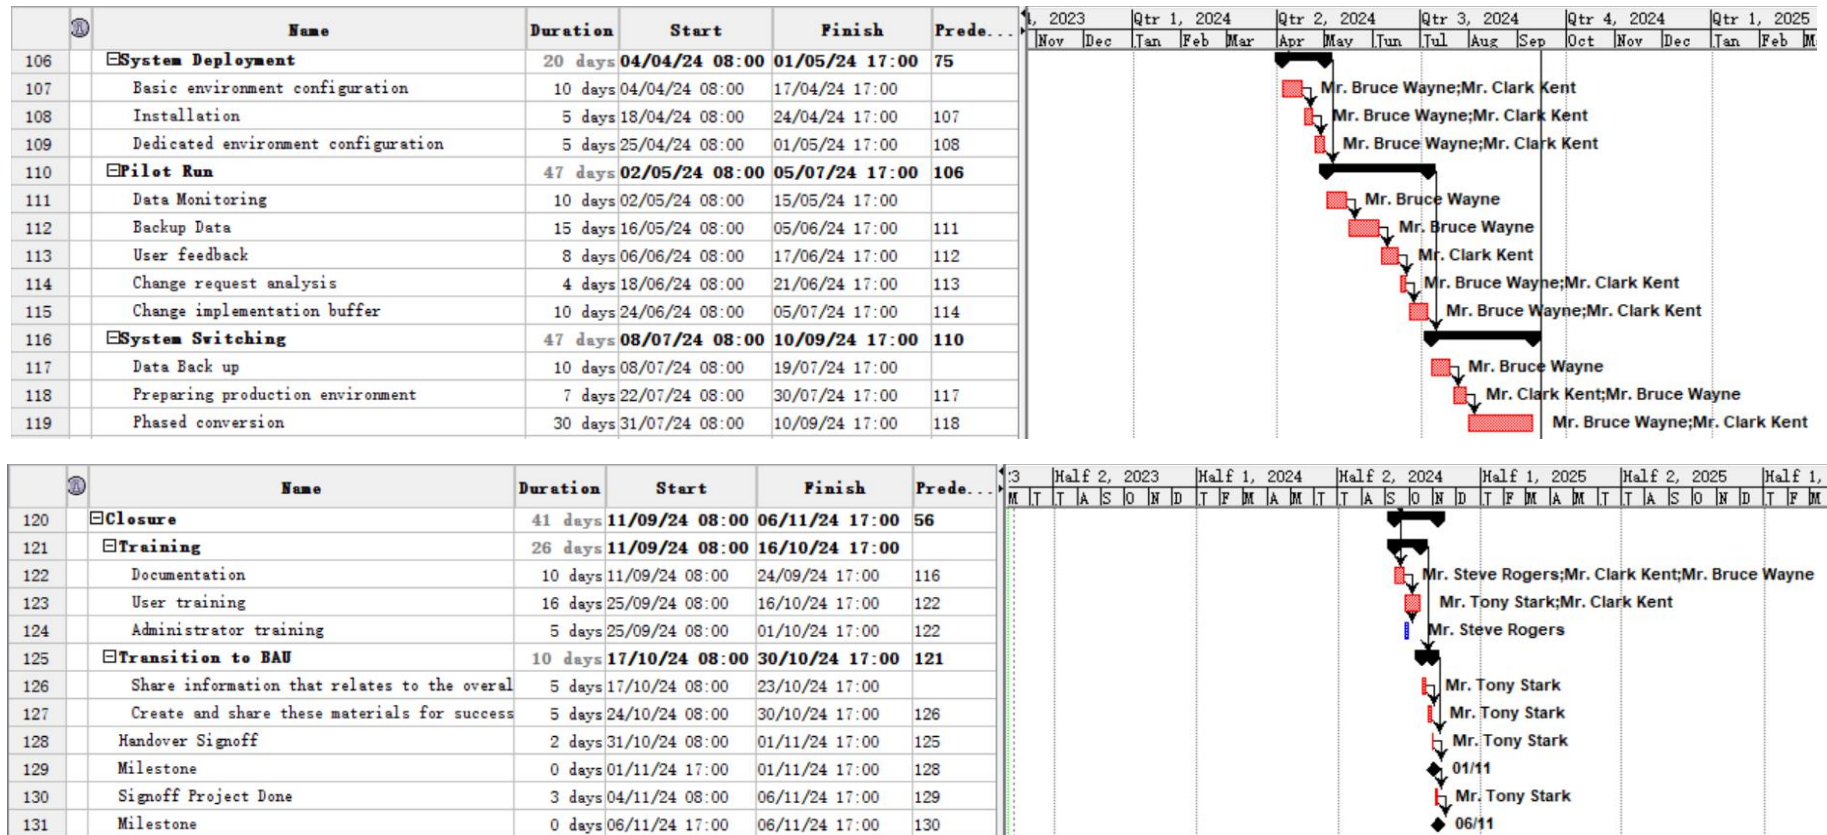 Name Duration Start Finish Prede... 4, 2023 Qtr 1, 2024 Qtr 2, 2024 Qtr 3, 2024 Qtr 4, 2024 Qtr 1, 2025
Nov Dec Jan Feb Mar Apr May Jun Jul Aug Sep Oct Nov Dec Jan Feb M
106 System Deployment 20 days 04/04/24 08:00 01/05/24 17:00 75
107 Basic environment configuration 10 days 04/04/24 08:00 17/04/24 17:00 Mr. Bruce Wayne;Mr. Clark Kent
108 Installation 5 days 18/04/24 08:00 24/04/24 17:00 107 Mr. Bruce Wayne;Mr. Clark Kent
109 Dedicated environment configuration 5 days 25/04/24 08:00 01/05/24 17:00 108 Mr. Bruce Wayne;Mr. Clark Kent
110 Pilot Run 47 days 02/05/24 08:00 05/07/24 17:00 106
111 Data Monitoring 10 days 02/05/24 08:00 15/05/24 17:00 Mr. Bruce Wayne
112 Backup Data 15 days 16/05/24 08:00 05/06/24 17:00 111 Mr. Bruce Wayne
113 User feedback 8 days 06/06/24 08:00 17/06/24 17:00 112 Mr. Clark Kent
114 Change request analysis 4 days 18/06/24 08:00 21/06/24 17:00 113 Mr. Bruce Wayne;Mr. Clark Kent
115 Change implementation buffer 10 days 24/06/24 08:00 05/07/24 17:00 114 Mr. Bruce Wayne;Mr. Clark Kent
116 System Switching 47 days 08/07/24 08:00 10/09/24 17:00 110
117 Data Back up 10 days 08/07/24 08:00 19/07/24 17:00 Mr. Bruce Wayne
118 Preparing production environment 7 days 22/07/24 08:00 30/07/24 17:00 117 Mr. Clark Kent;Mr. Bruce Wayne
119 Phased conversion 30 days 31/07/24 08:00 10/09/24 17:00 118 Mr. Bruce Wayne;Mr. Clark Kent
Name Duration Start Finish Prede... 23 Half 2, 2023 Half 1, 2024 Half 2, 2024 Half 1, 2025 Half 2, 2025 Half 1,
M J J A S O N D J F M A M J J A S O N D J F M A M J J A S O N D J F M
120 Closure 41 days 11/09/24 08:00 06/11/24 17:00 56
121 Training 26 days 11/09/24 08:00 16/10/24 17:00
122 Documentation 10 days 11/09/24 08:00 24/09/24 17:00 116 Mr. Steve Rogers;Mr. Clark Kent;Mr. Bruce Wayne
123 User training 16 days 25/09/24 08:00 16/10/24 17:00 122 Mr. Tony Stark;Mr. Clark Kent
124 Administrator training 5 days 25/09/24 08:00 01/10/24 17:00 122 Mr. Steve Rogers
125 Transition to BAU 10 days 17/10/24 08:00 30/10/24 17:00 121
126 Share information that relates to the overal 5 days 17/10/24 08:00 23/10/24 17:00 Mr. Tony Stark
127 Create and share these materials for success 5 days 24/10/24 08:00 30/10/24 17:00 126 Mr. Tony Stark
128 Handover Signoff 2 days 31/10/24 08:00 01/11/24 17:00 125 Mr. Tony Stark
129 Milestone 0 days 01/11/24 17:00 01/11/24 17:00 128 01/11
130 Signoff Project Done 3 days 04/11/24 08:00 06/11/24 17:00 129 Mr. Tony Stark
131 Milestone 0 days 06/11/24 17:00 06/11/24 17:00 130 06/11